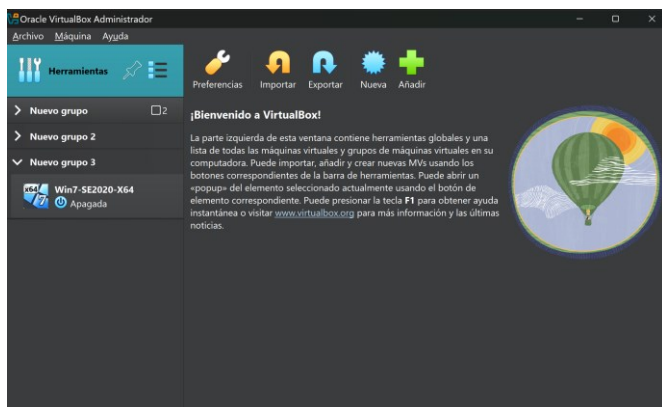 Oracle VirtualBox Administrador
Archivo Máquina Ayuda
Herramientas
Preferencias Importar Exportar Nueva Añadir
Nuevo grupo 2
Nuevo grupo 2
Nuevo grupo 3
x64 7
Win7-SE2020-X64
Apagada
¡Bienvenido a VirtualBox!
La parte izquierda de esta ventana contiene herramientas globales y una
lista de todas las máquinas virtuales y grupos de máquinas virtuales en su
computadora. Puede importar, añadir y crear nuevas MVs usando los
botones correspondientes de la barra de herramientas. Puede abrir un
«popup» del elemento seleccionado actualmente usando el botón de
elemento correspondiente. Puede presionar la tecla F1 para obtener ayuda
instantánea o visitar www.virtualbox.org para más información y las últimas
noticias.